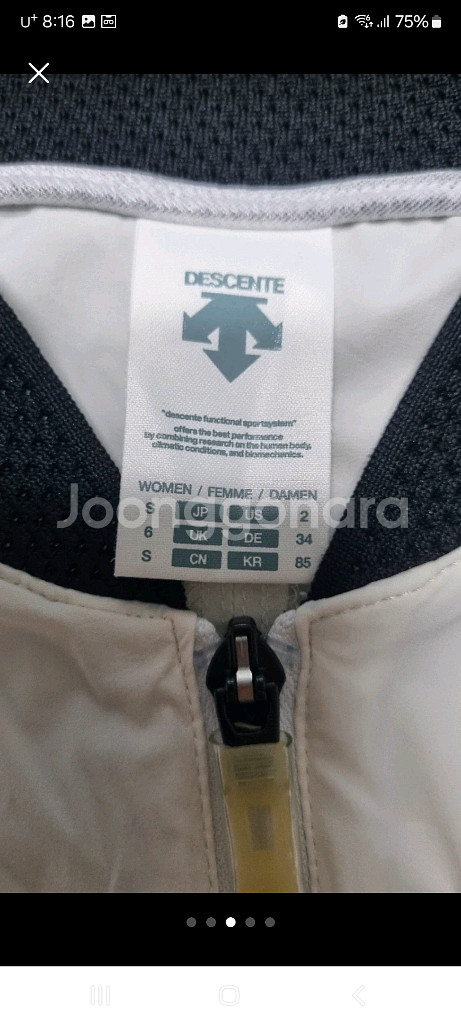 U+ 8:16 75%
DESCENTE
"descente functional sportsystem"
offers the best performance
by combining research on the human body,
climatic conditions, and biomechanics.
WOMEN / FEMME / DAMEN
S JP US 2
6 UK DE 34
S CN KR 85
Joonggonara